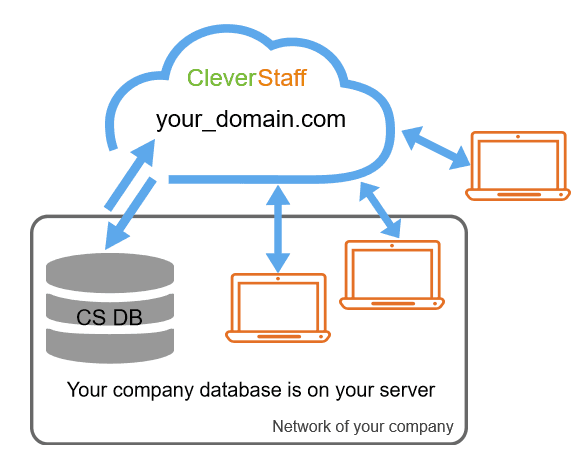 CleverStaff
your_domain.com
CS DB
Your company database is on your server
Network of your company